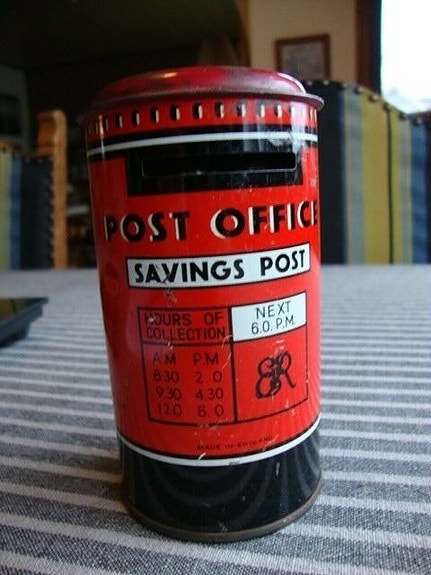 POST OFFICE
SAVINGS POST
HOURS OF
COLLECTION
NEXT
6.0. P.M.
A.M P.M
8.30 2. 0
9.30 4.30
12.0 6 0
GR
MADE IN ENGLAND